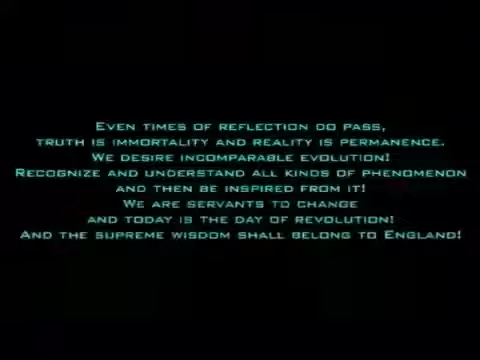 Even times of reflection do pass,
truth is immortality and reality is permanence.
We desire incomparable evolution!
Recognize and understand all kinds of phenomenon
and then be inspired from it!
We are servants to change
and today is the day of revolution!
And the supreme wisdom shall belong to England!